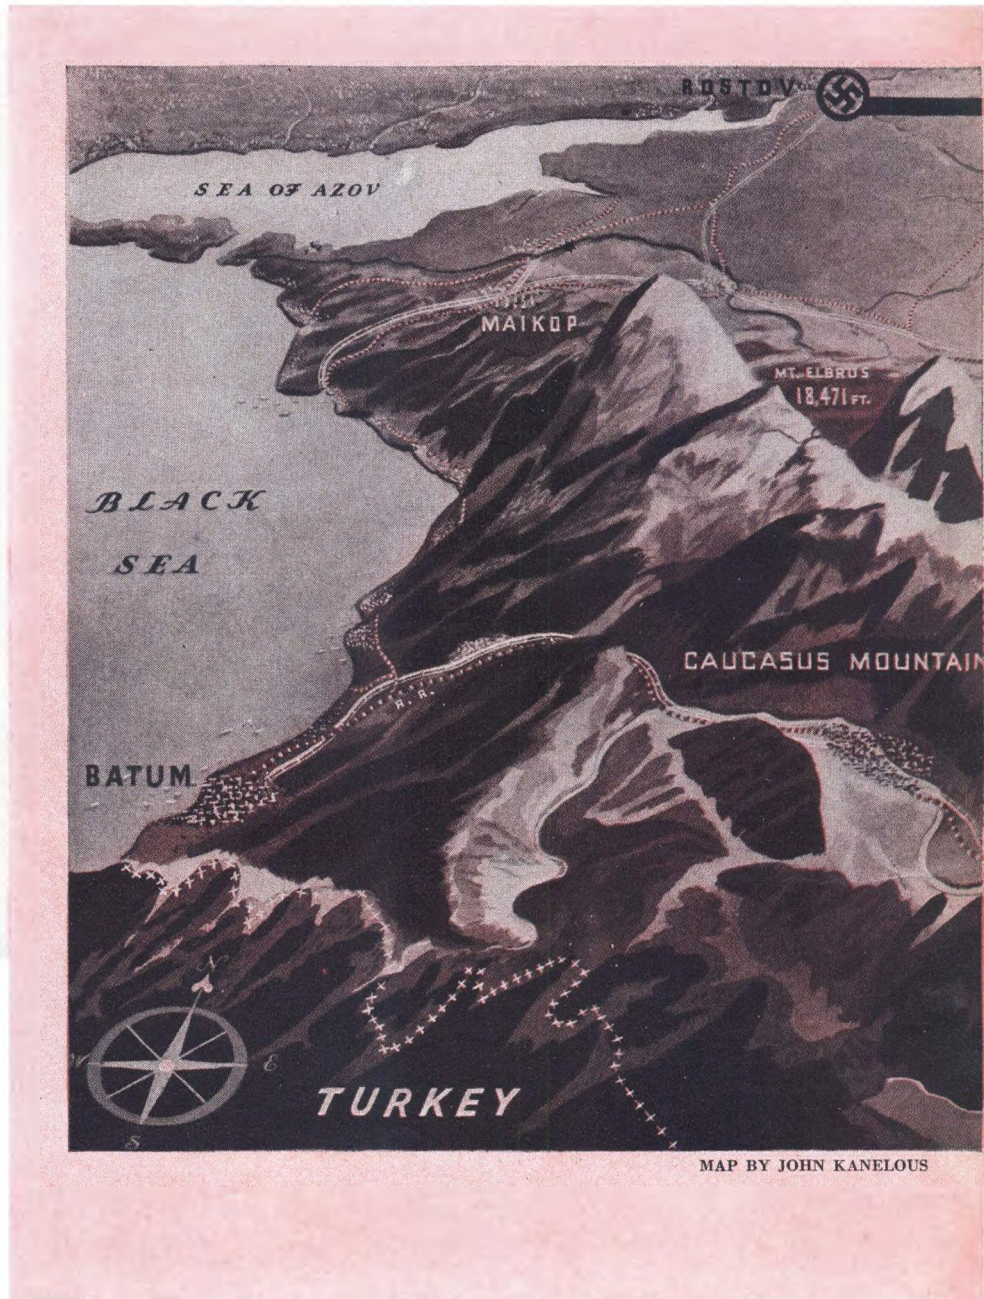 ROSTOV
SEA OF AZOV
MAIKOP
MT. ELBRUS
18,471 FT.
BLACK
SEA
CAUCASUS MOUNTAIN
R. R.
BATUM
N
W
E
S
TURKEY
MAP BY JOHN KANELOUS